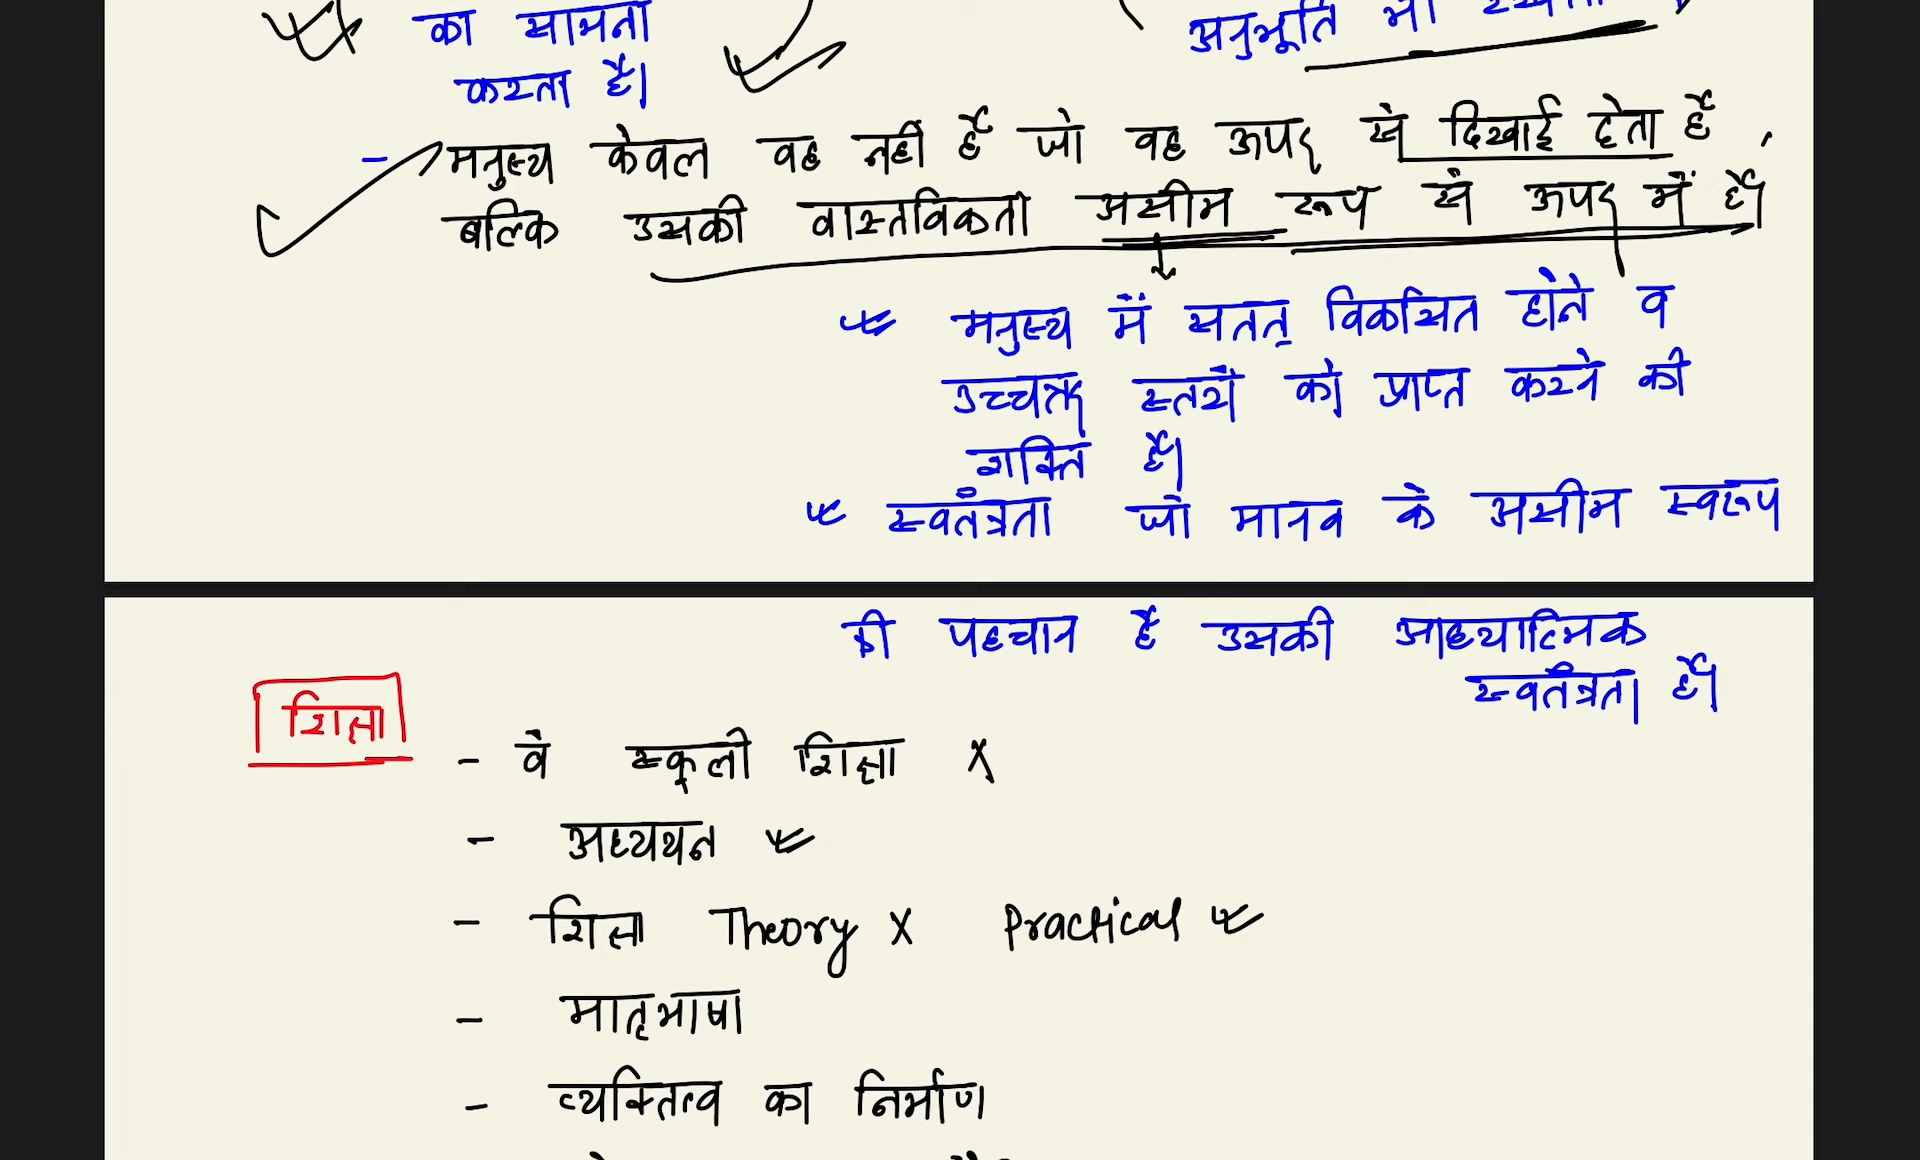 का सामना
अनुभूति भी
करता है।
- मनुष्य केवल वह नहीं है जो वह ऊपर से दिखाई देता है,
बल्कि उसकी वास्तविकता असीम रूप से ऊपर में है।
मनुष्य में सतत् विकसित होने व
उच्चतर स्तरों को प्राप्त करने की
शक्ति है।
स्वतंत्रता जो मानव के असीम स्वरूप
की पहचान है उसकी आध्यात्मिक
स्वतंत्रता है।
शिक्षा
- वे स्कूली शिक्षा X
- अध्ययन
- शिक्षा Theory X Practical
- मातृभाषा
- व्यक्तित्व का निर्माण